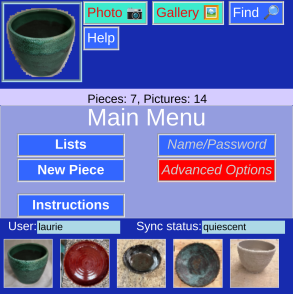 Photo 📷 Gallery 🖼️ Find 🔎
Help
Pieces: 7, Pictures: 14
Main Menu
Lists Name/Password
New Piece Advanced Options
Instructions
User: laurie Sync status: quiescent